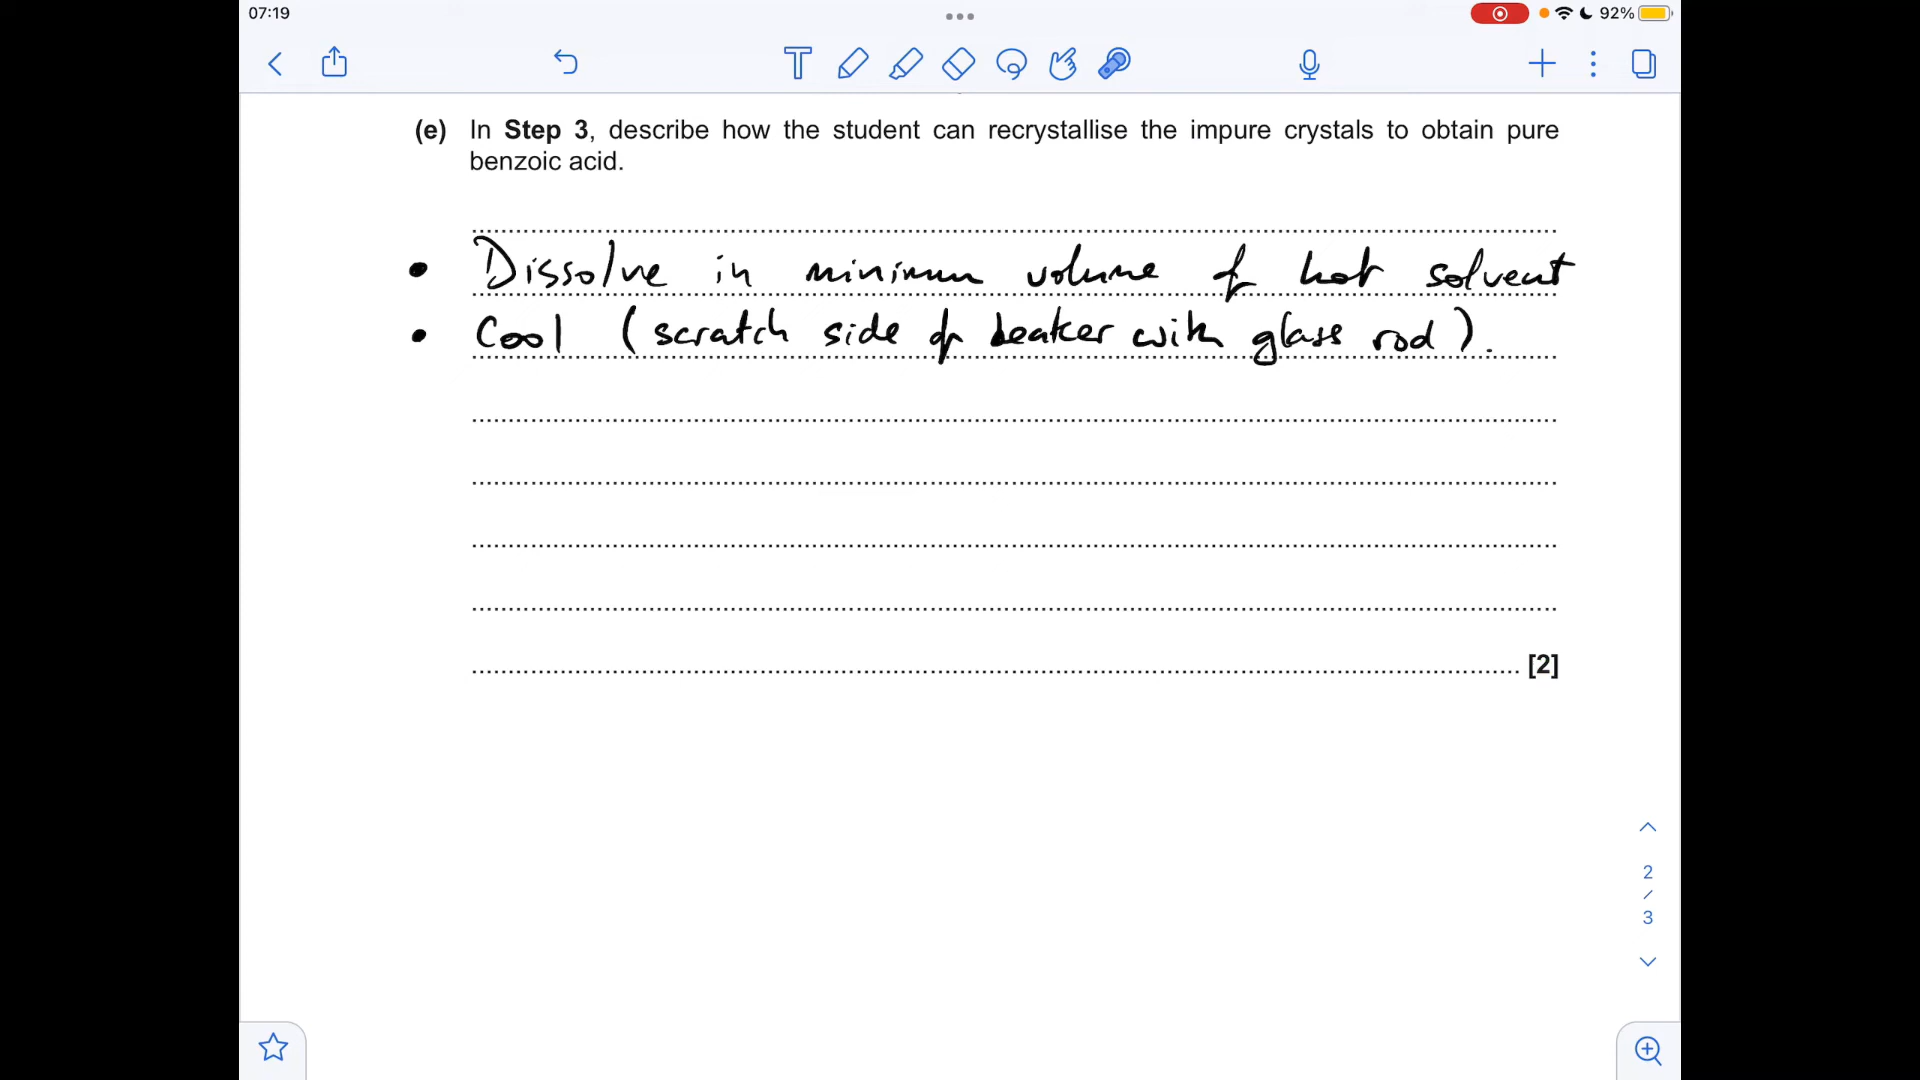 07:19
92%
(e) In Step 3, describe how the student can recrystallise the impure crystals to obtain pure
benzoic acid.
• Dissolve in minimum volume of hot solvent
• Cool (scratch side of beaker with glass rod).
[2]
2
/
3